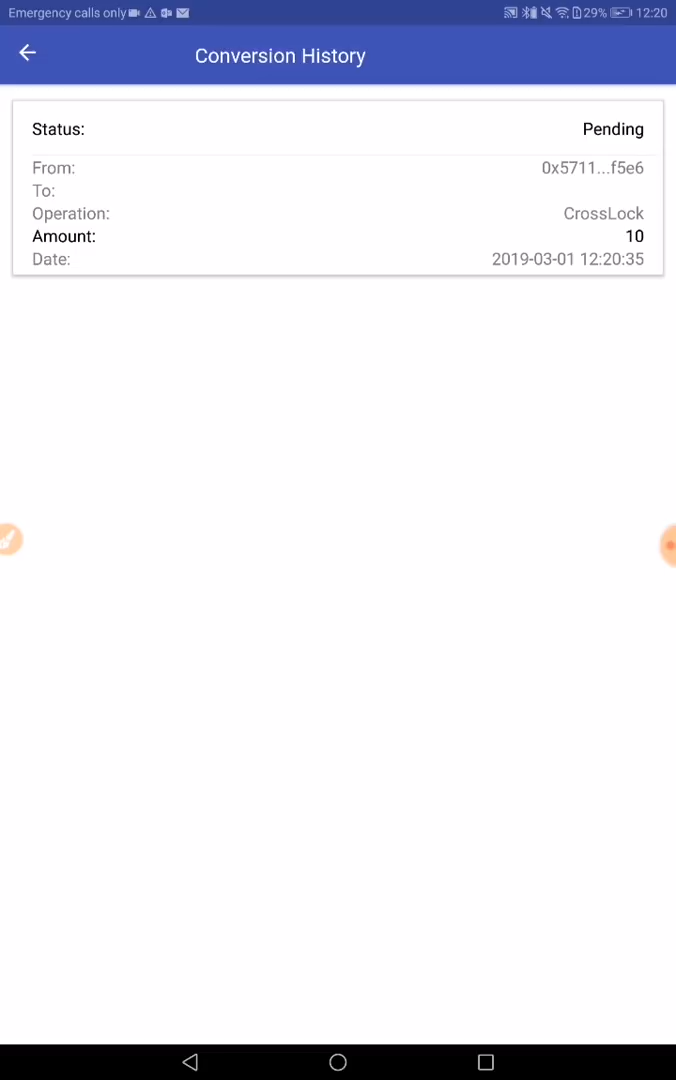 Emergency calls only 29% 12:20
Conversion History
Status: Pending
From: 0x5711...f5e6
To:
Operation: CrossLock
Amount: 10
Date: 2019-03-01 12:20:35